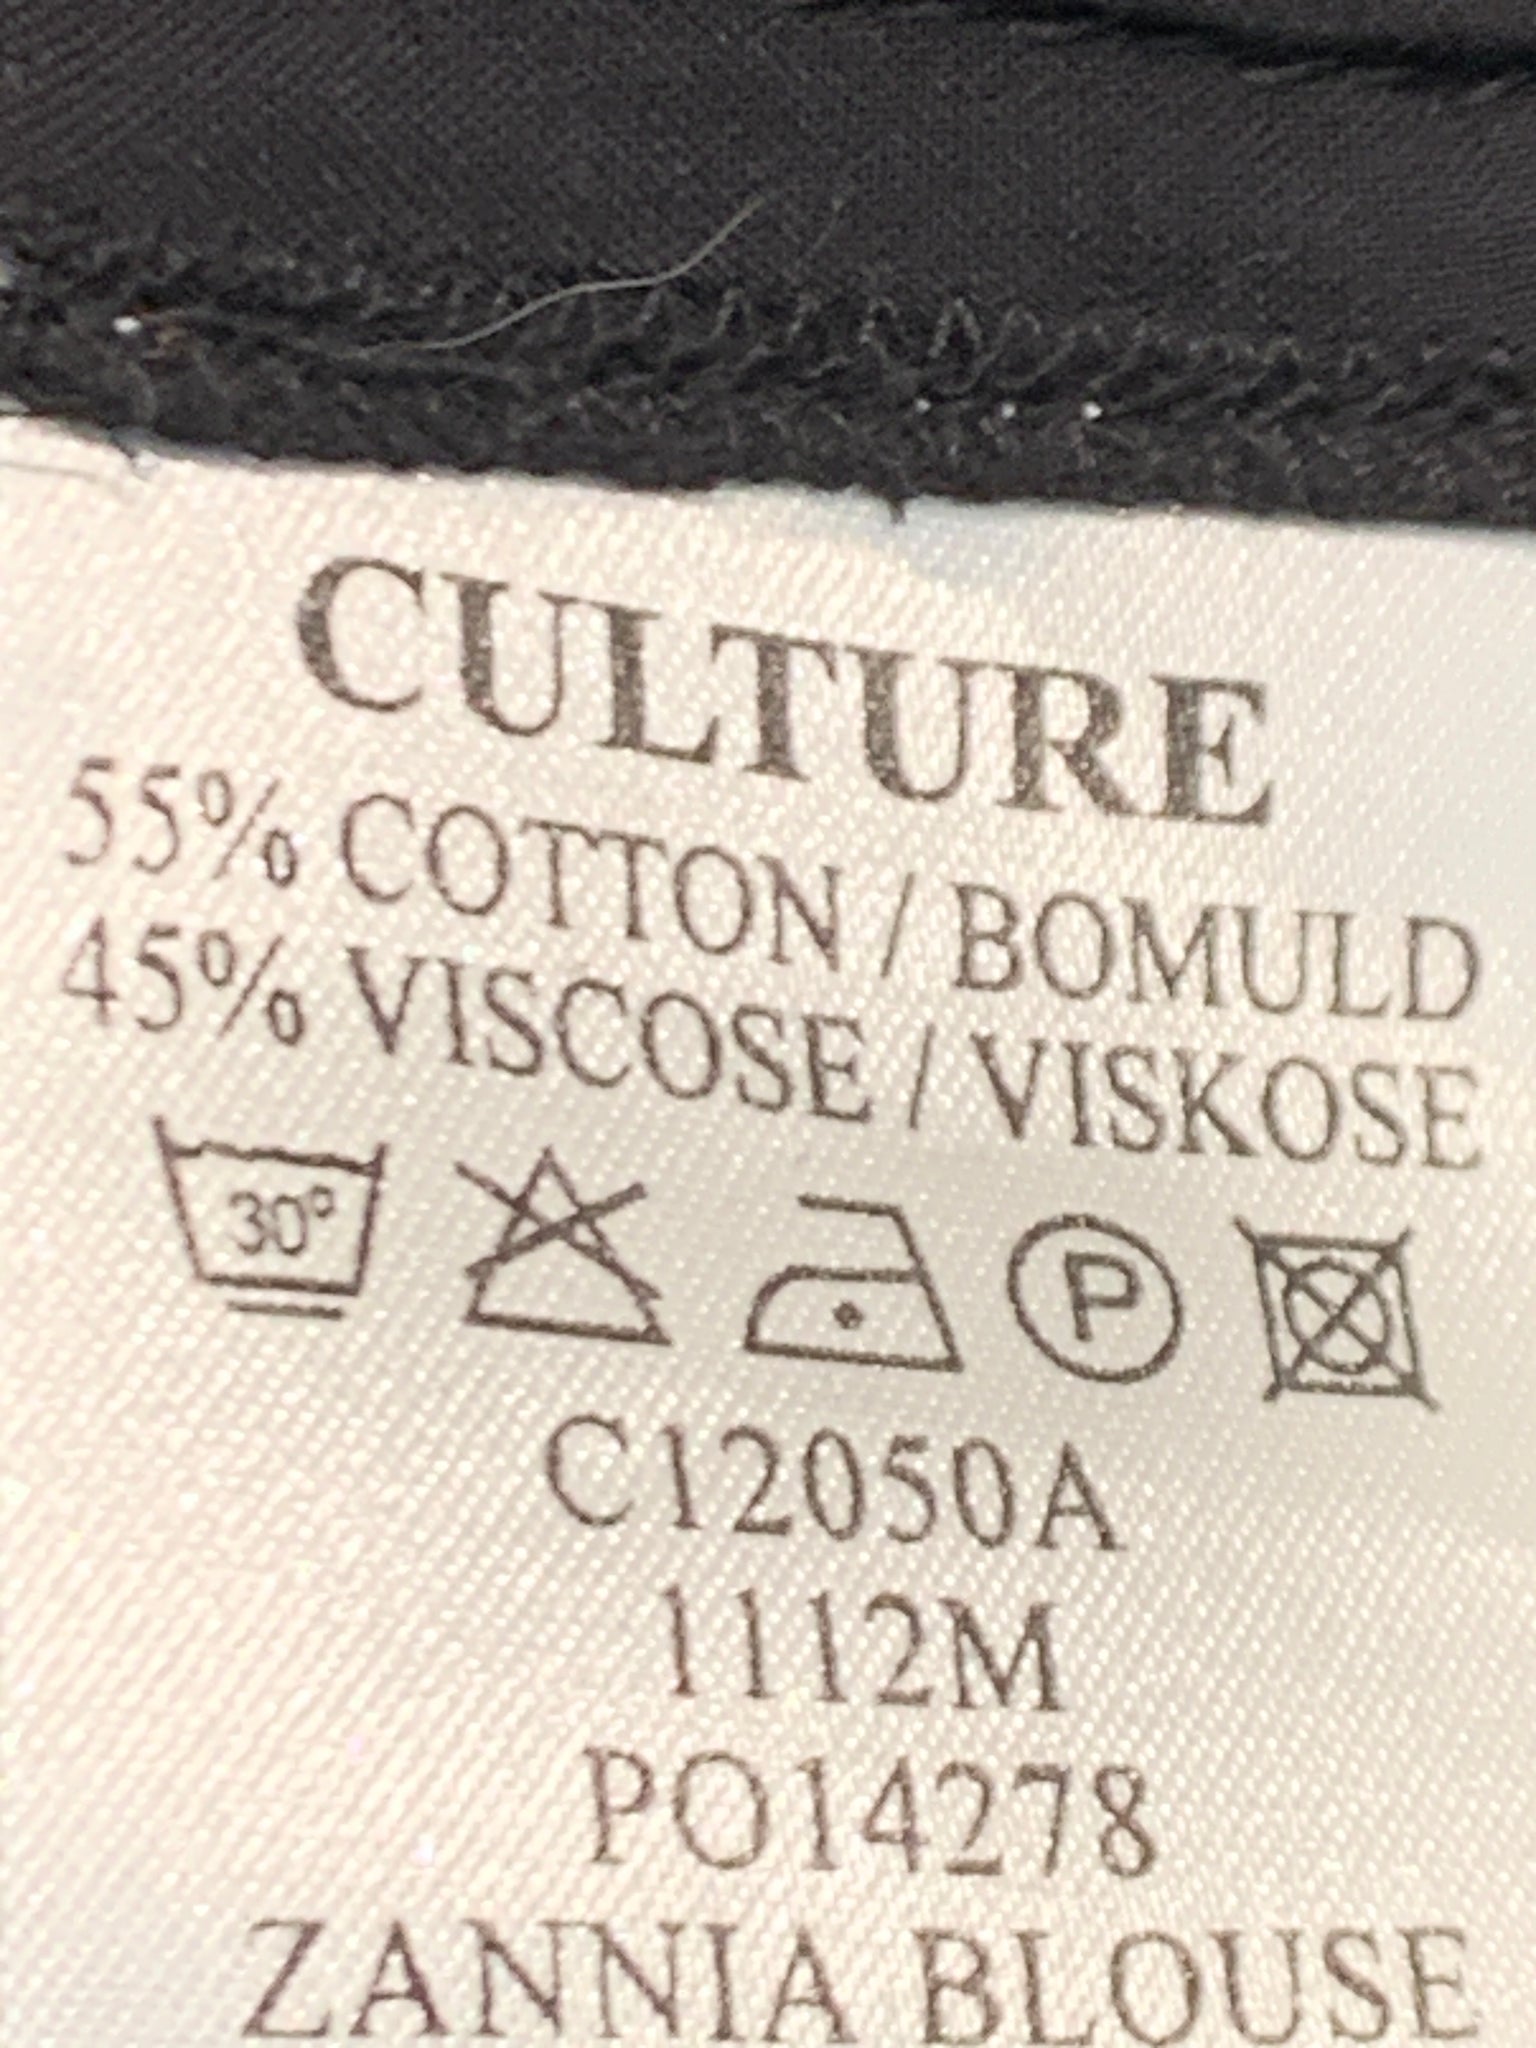 CULTURE
55% COTTON / BOMULD
45% VISCOSE / VISKOSE
30° P
C12050A
1112M
PO14278
ZANNIA BLOUSE